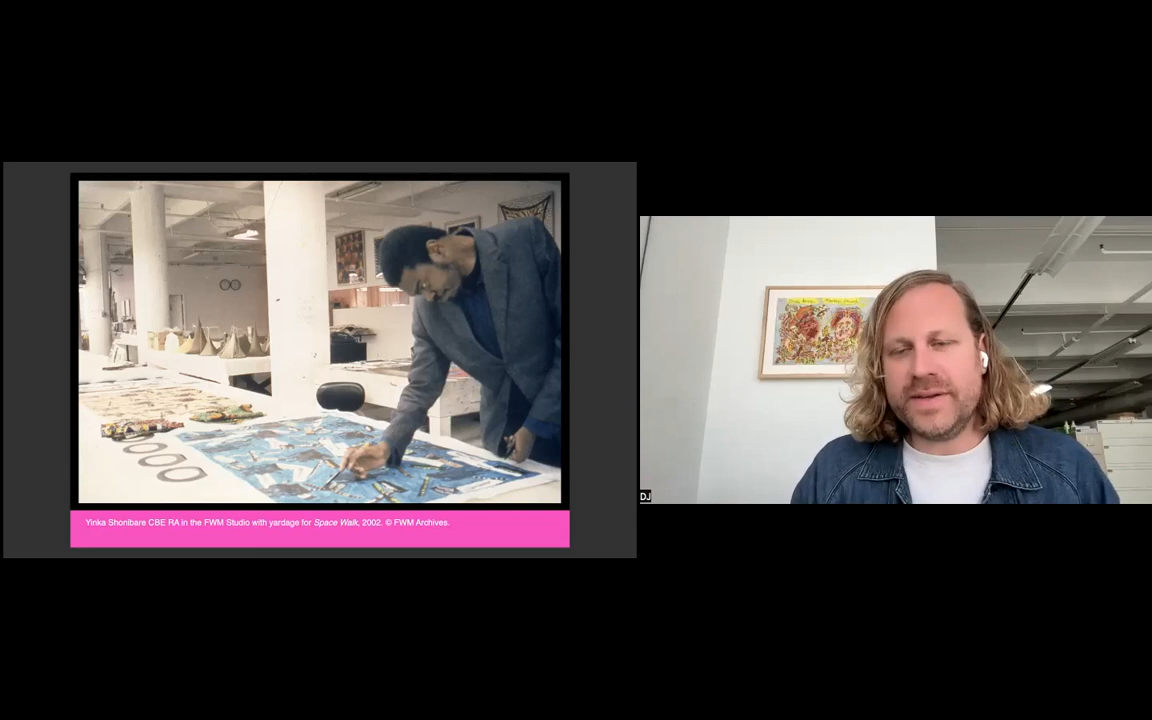 Yinka Shonibare CBE RA in the FWM Studio with yardage for Space Walk, 2002. © FWM Archives.
DJ